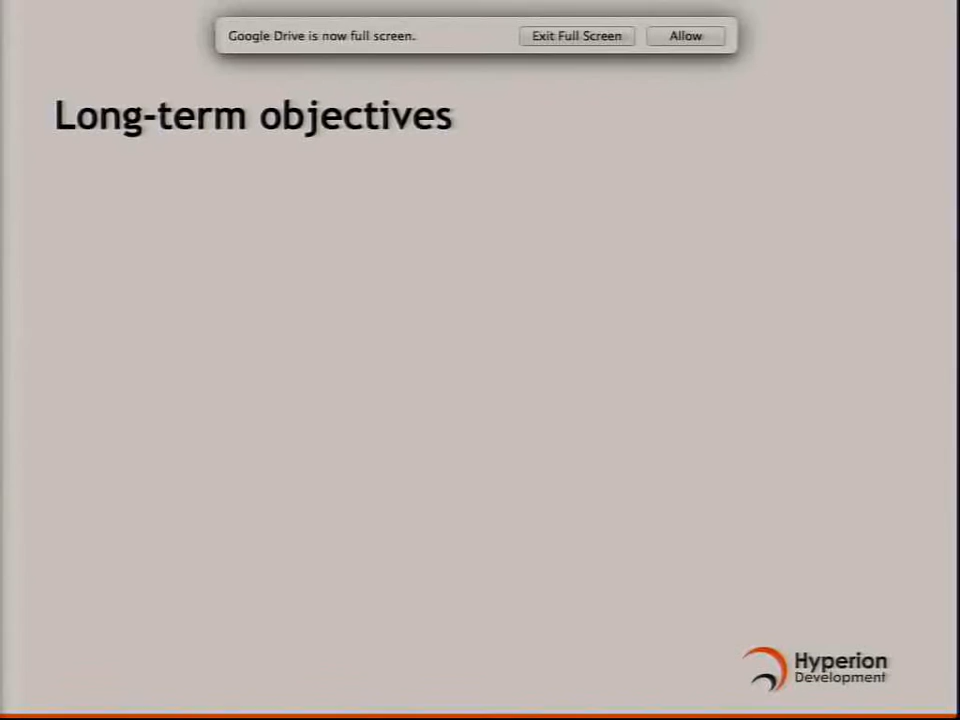 Google Drive is now full screen.
Exit Full Screen
Allow
Long-term objectives
Hyperion
Development